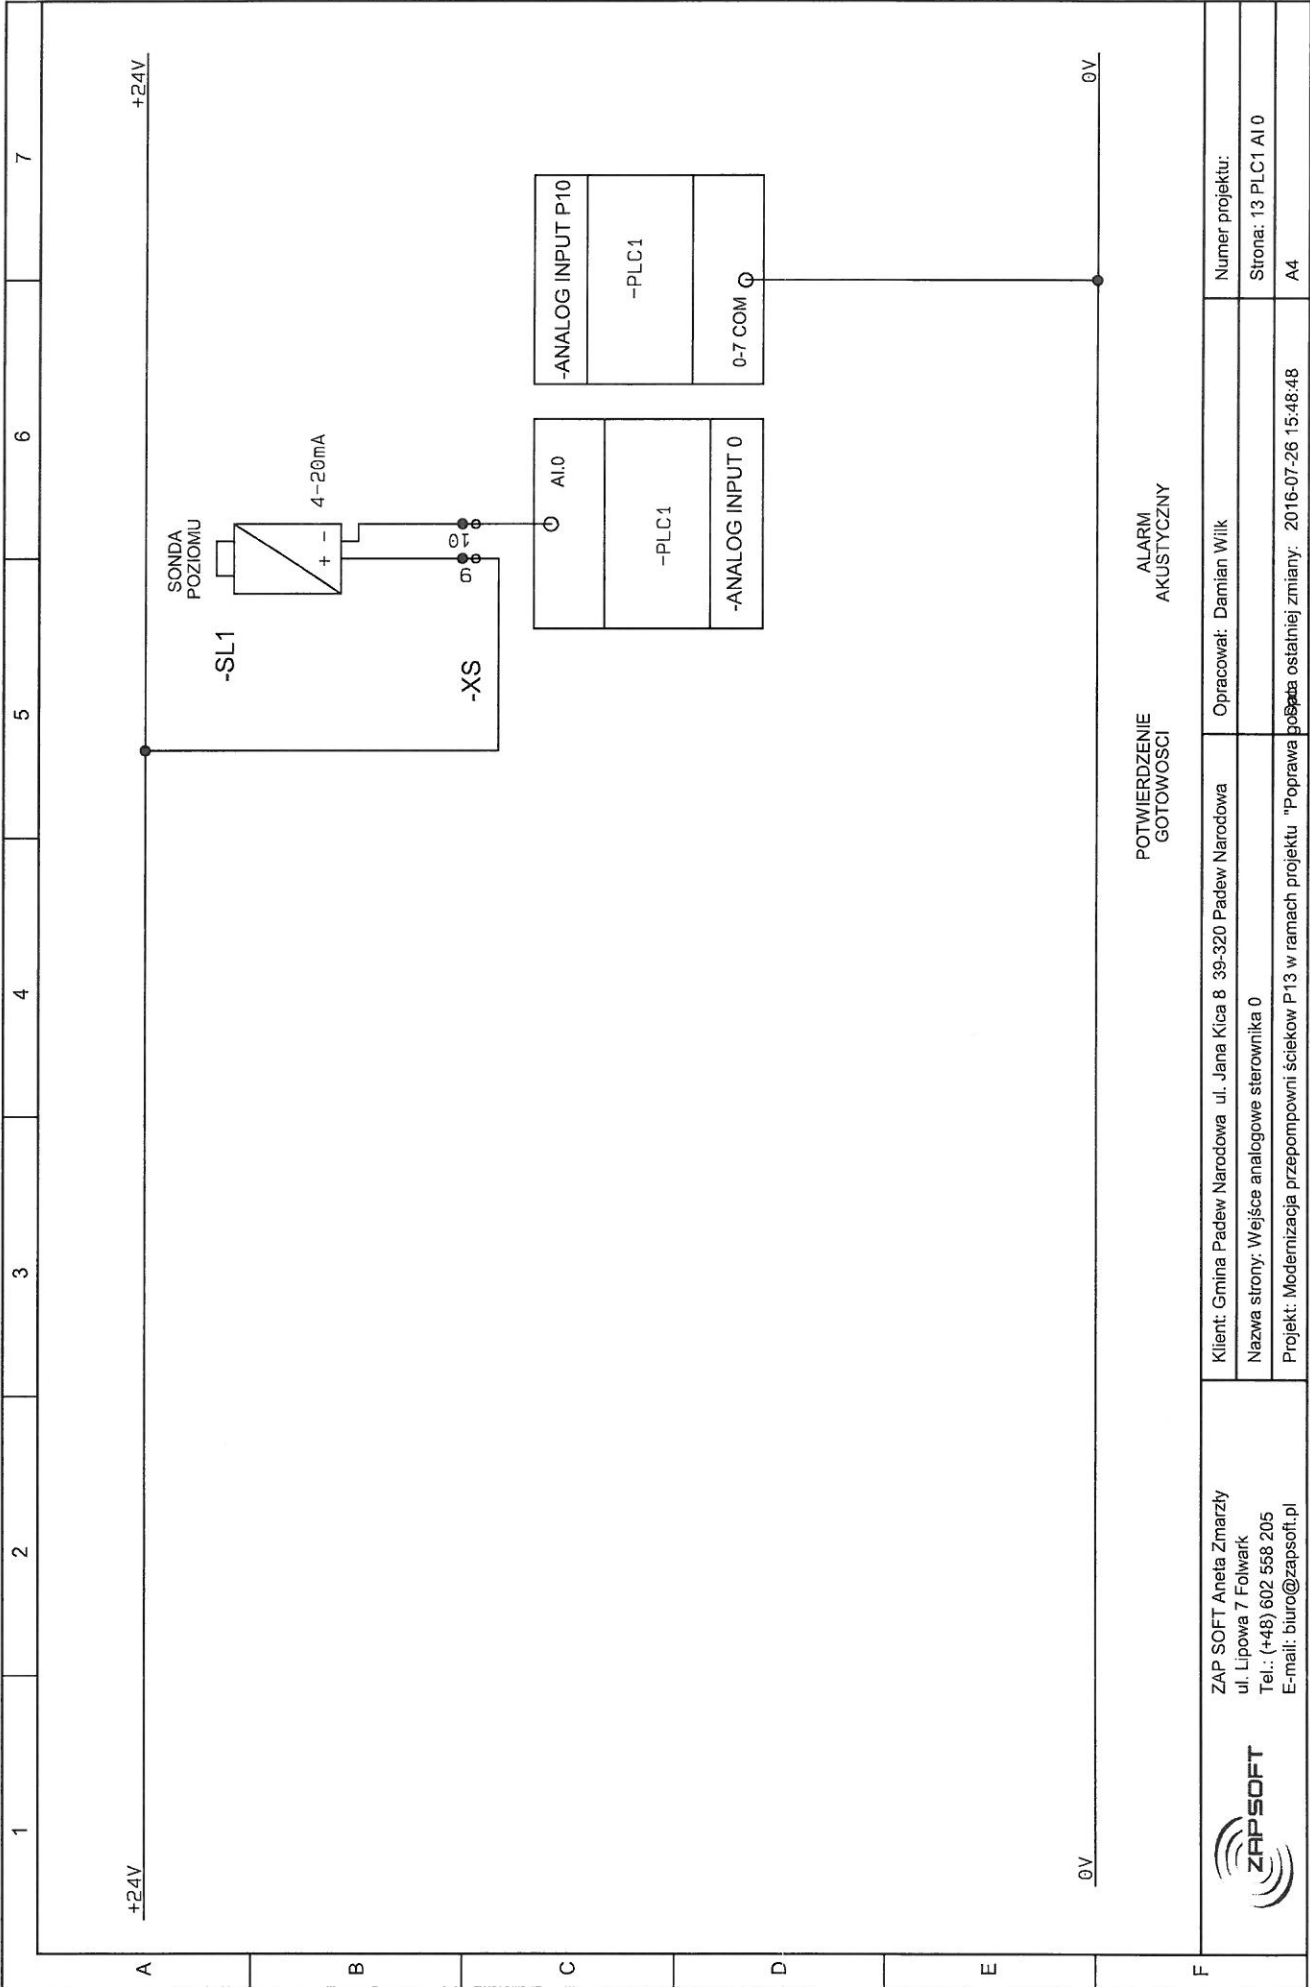 1 2 3 4 5 6 7
A
B
C
D
E
F
+24V
+24V
SONDA
POZIOMU
-SL1
+ -
4-20mA
-XS
9 10
AI.0
-PLC1
-ANALOG INPUT 0
-ANALOG INPUT P10
-PLC1
0-7 COM
0V
0V
POTWIERDZENIE
GOTOWOSCI
ALARM
AKUSTYCZNY
ZAPSOFT
ZAP SOFT Aneta Zmarzły
ul. Lipowa 7 Folwark
Tel.: (+48) 602 558 205
E-mail: biuro@zapsoft.pl
Klient: Gmina Padew Narodowa ul. Jana Kica 8 39-320 Padew Narodowa
Opracował: Damian Wilk
Numer projektu:
Nazwa strony: Wejśce analogowe sterownika 0
Strona: 13 PLC1 AI 0
Projekt: Modernizacja przepompowni ściekow P13 w ramach projektu "Poprawa ostatniej zmiany: 2016-07-26 15:48:48
A4